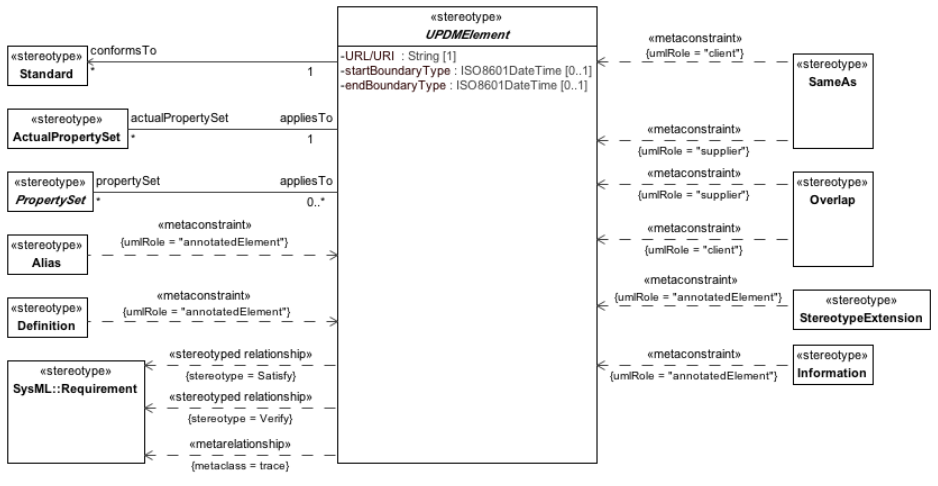 «stereotype»
UPDMElement
-URL/URI : String [1]
-startBoundaryType : ISO8601DateTime [0..1]
-endBoundaryType : ISO8601DateTime [0..1]
«stereotype»
Standard
conformsTo
*
1
«stereotype»
ActualPropertySet
actualPropertySet
appliesTo
*
1
«stereotype»
PropertySet
propertySet
appliesTo
*
0..*
«metaconstraint»
{umlRole = "annotatedElement"}
«stereotype»
Alias
«metaconstraint»
{umlRole = "annotatedElement"}
«stereotype»
Definition
«stereotype»
SysML::Requirement
«stereotyped relationship»
{stereotype = Satisfy}
«stereotyped relationship»
{stereotype = Verify}
«metarelationship»
{metaclass = trace}
«metaconstraint»
{umlRole = "client"}
«stereotype»
SameAs
«metaconstraint»
{umlRole = "supplier"}
«metaconstraint»
{umlRole = "supplier"}
«stereotype»
Overlap
«metaconstraint»
{umlRole = "client"}
«metaconstraint»
{umlRole = "annotatedElement"}
«stereotype»
StereotypeExtension
«metaconstraint»
{umlRole = "annotatedElement"}
«stereotype»
Information